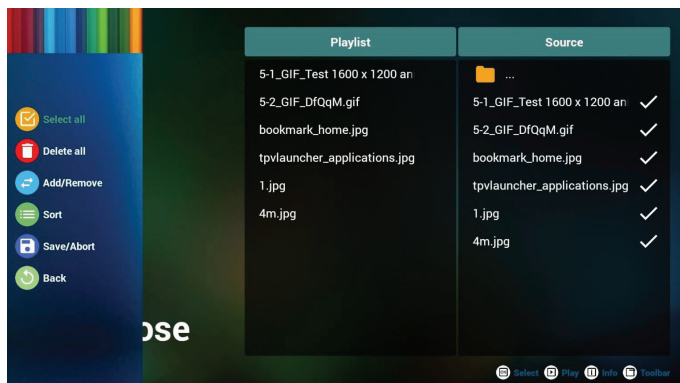 Select all
Delete all
Add/Remove
Sort
Save/Abort
Back
Playlist
5-1_GIF_Test 1600 x 1200 an
5-2_GIF_DfQqM.gif
bookmark_home.jpg
tpvlauncher_applications.jpg
1.jpg
4m.jpg
Source
...
5-1_GIF_Test 1600 x 1200 an
5-2_GIF_DfQqM.gif
bookmark_home.jpg
tpvlauncher_applications.jpg
1.jpg
4m.jpg
ose
Select Play Info Toolbar